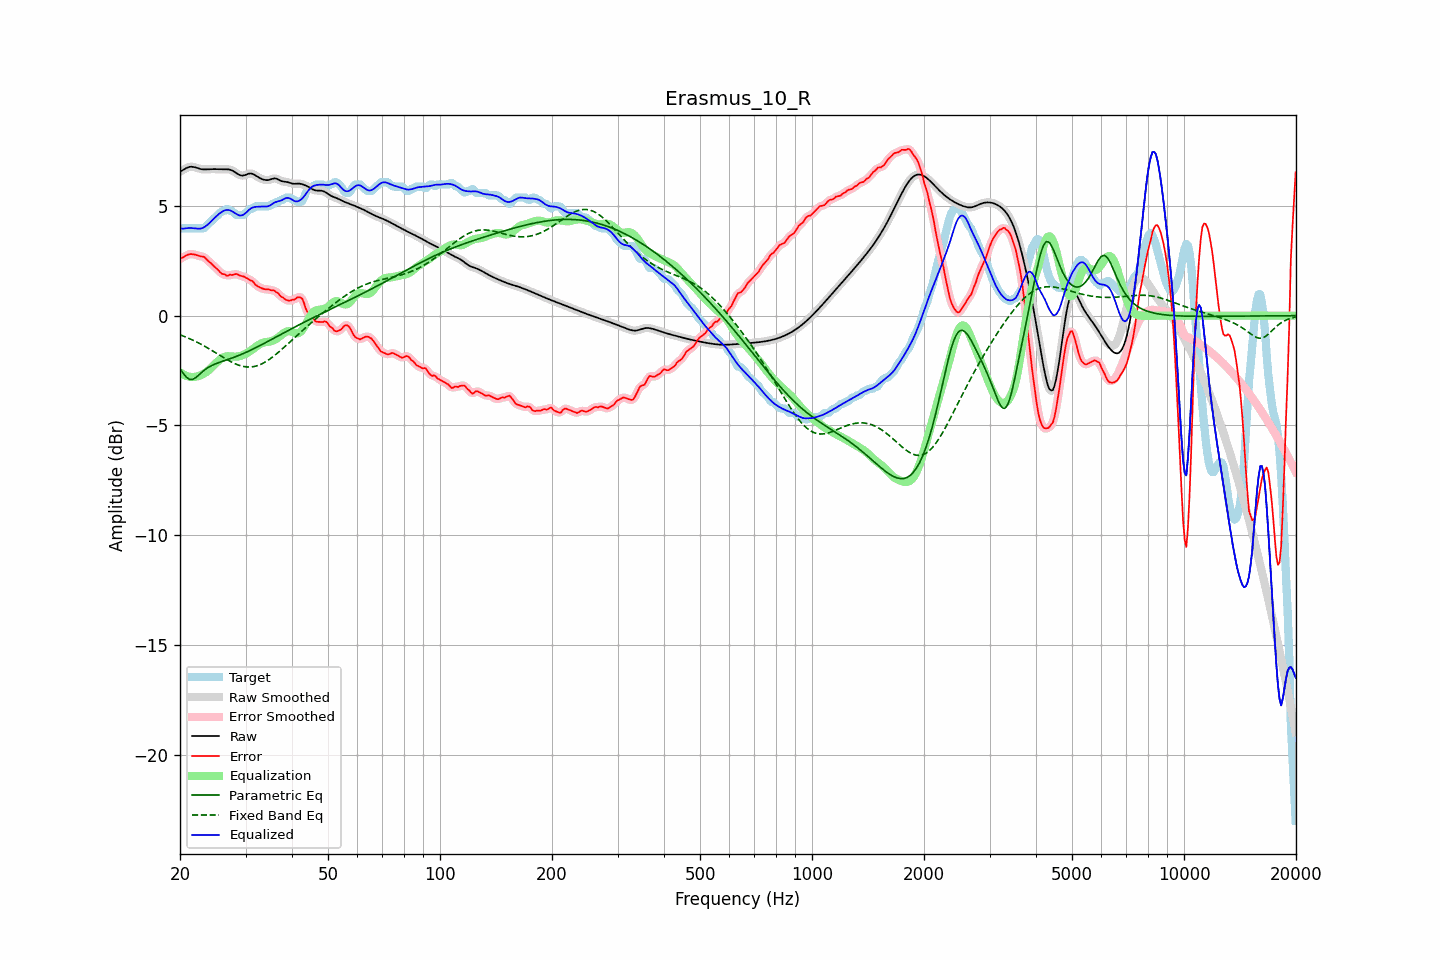 Erasmus_10_R
Amplitude (dBr)
5
0
−5
−10
−15
−20
Target
Raw Smoothed
Error Smoothed
Raw
Error
Equalization
Parametric Eq
Fixed Band Eq
Equalized
20 50 100 200 500 1000 2000 5000 10000 20000
Frequency (Hz)